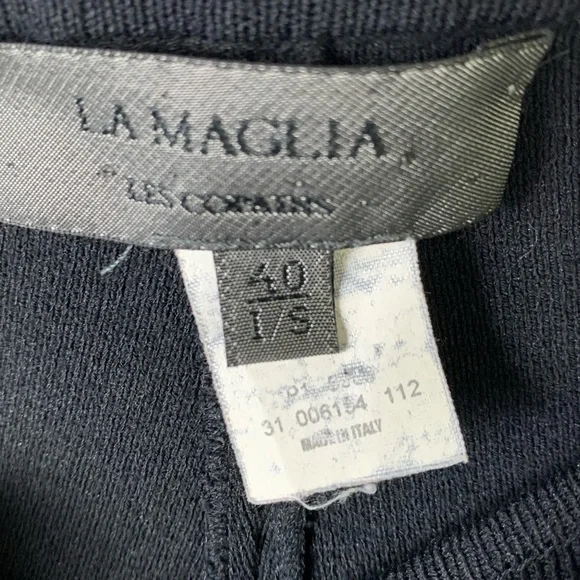 LA MAGLIA
LES COPAINS
40
I/S
31 006154 112
MADE IN ITALY